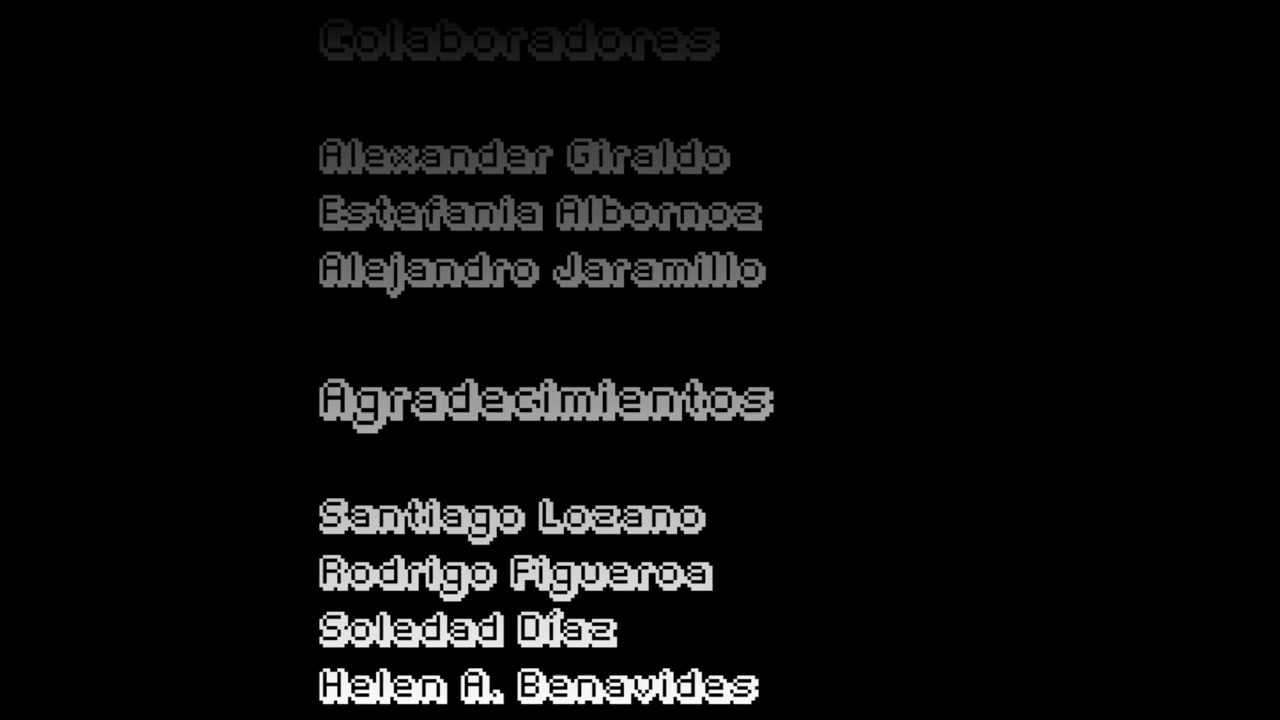 Colaboradores
Alexander Giraldo
Estefania Albornoz
Alejandro Jaramillo
Agradecimientos
Santiago Lozano
Rodrigo Figueroa
Soledad Díaz
Helen A. Benavides